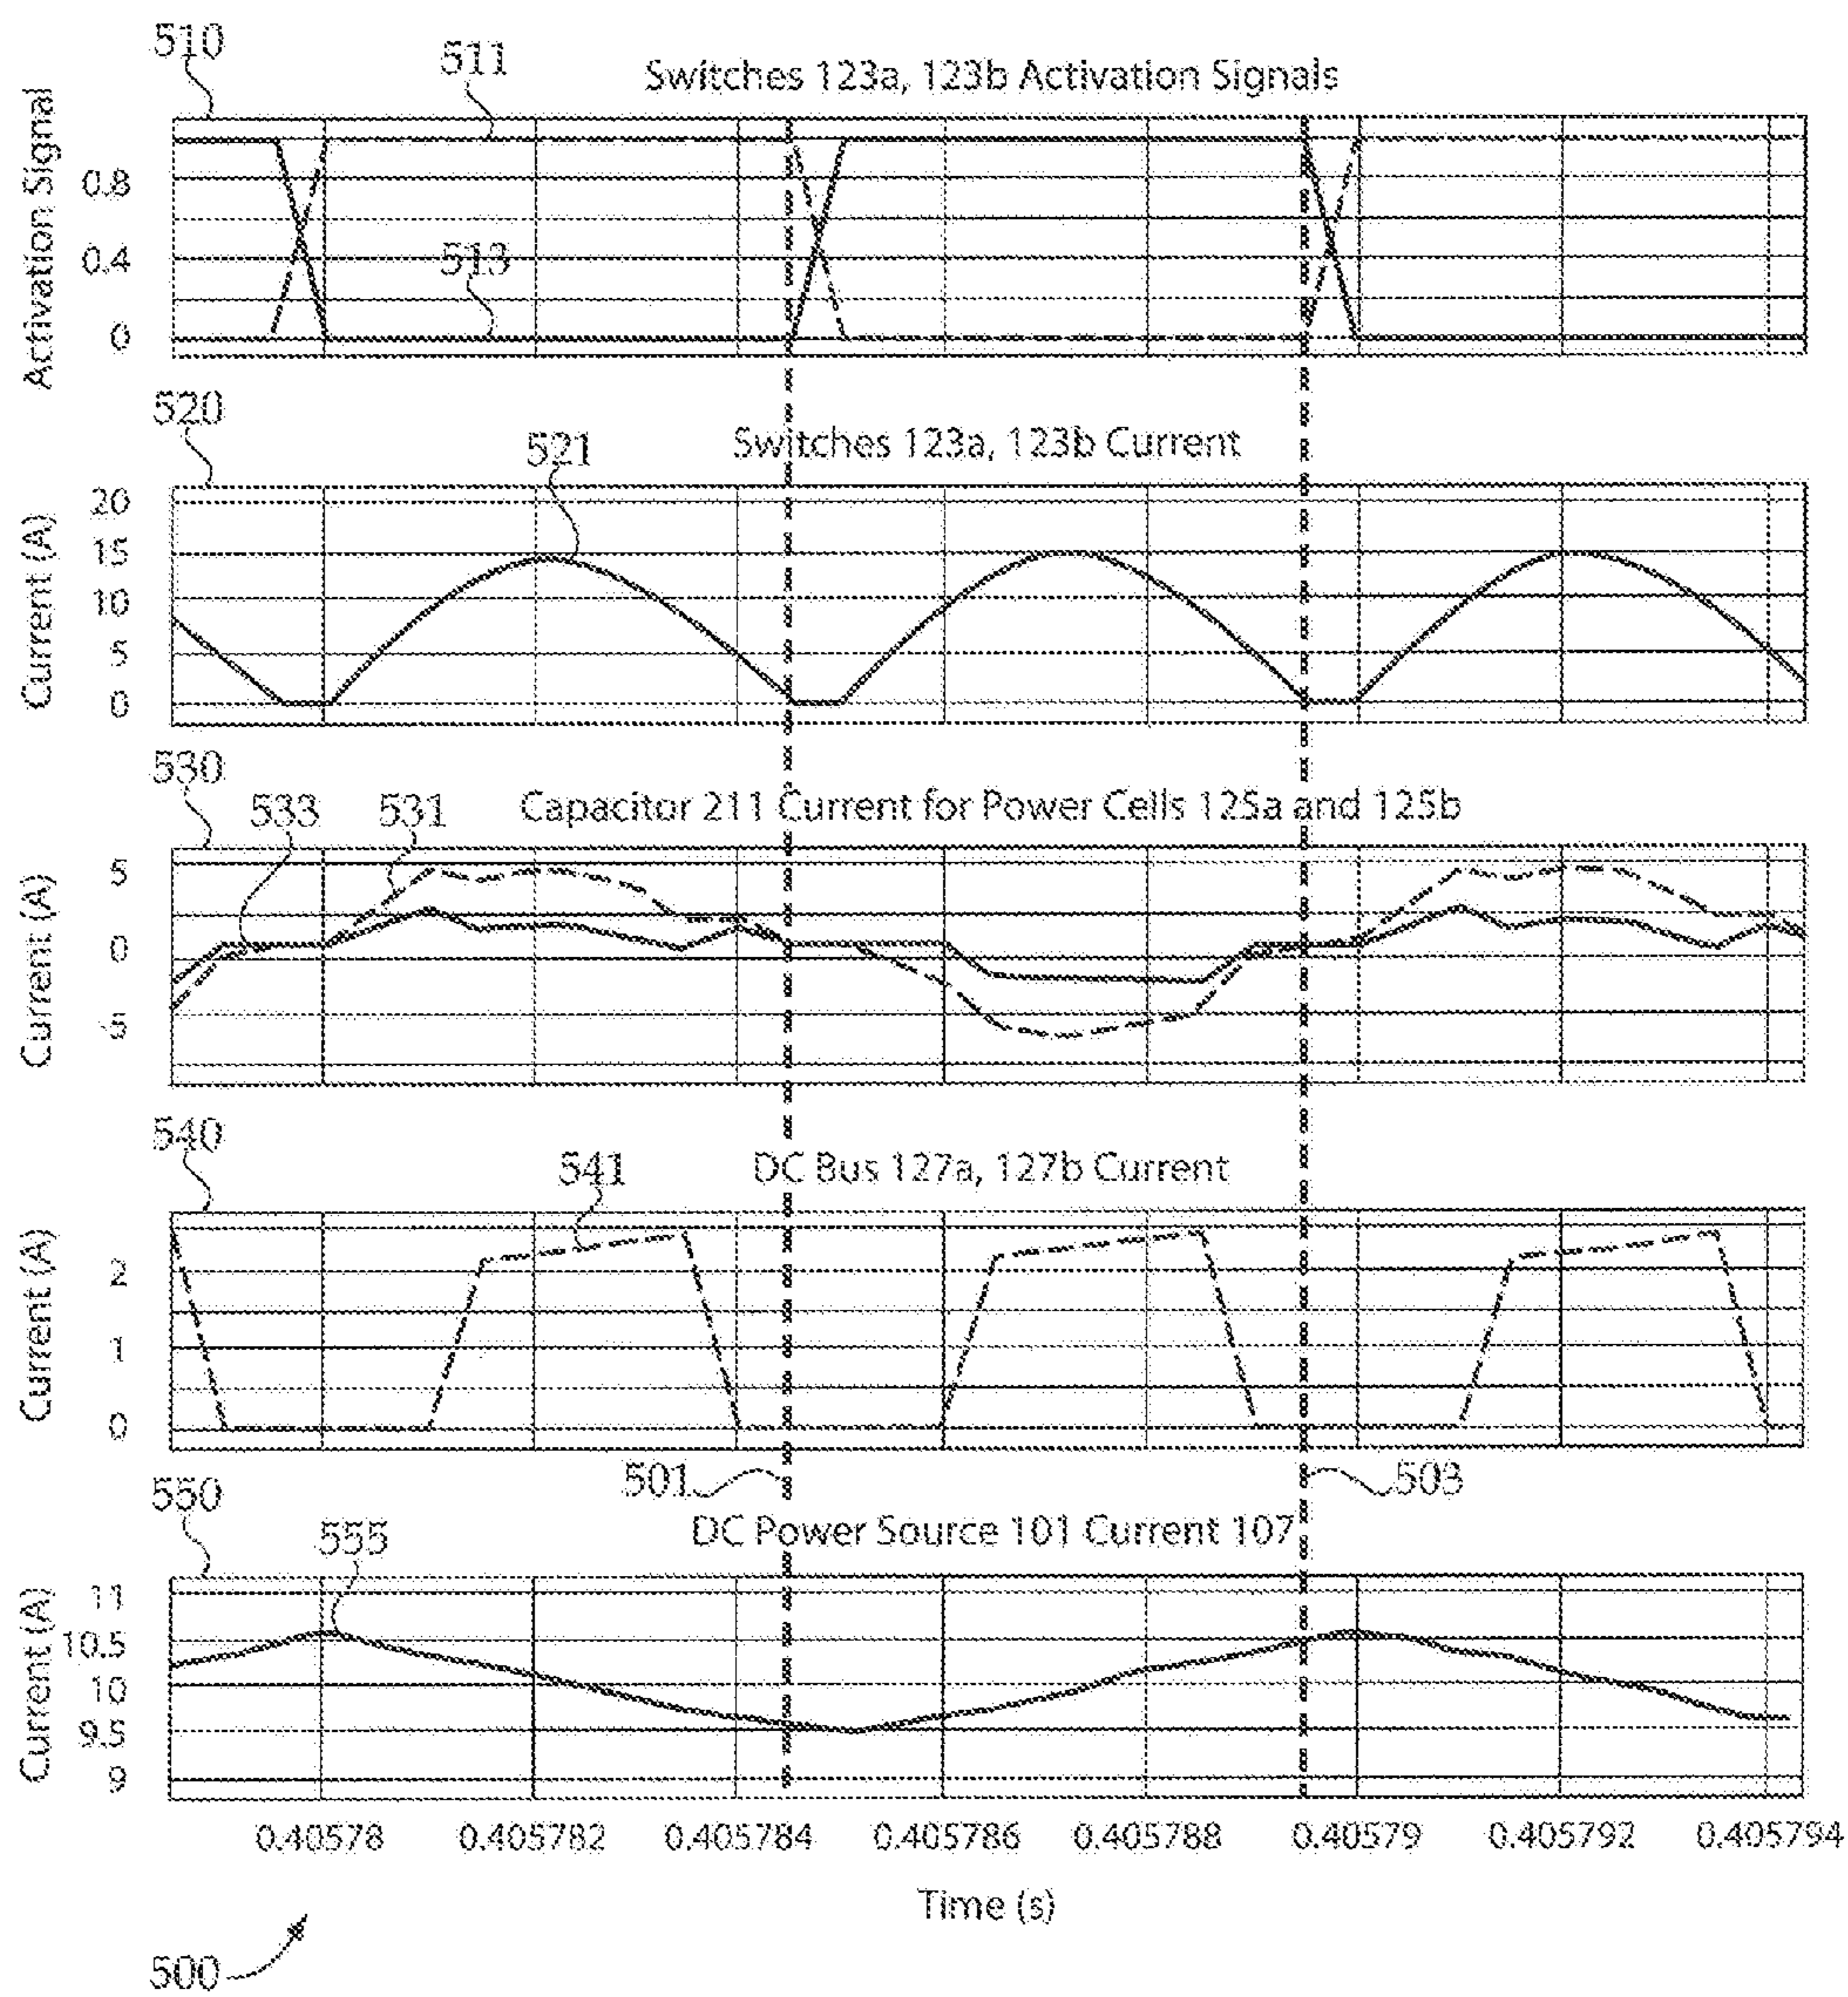 510
511
Switches 123a, 123b Activation Signals
Activation Signal
0.8
0.4
0
513
520
521
Switches 123a, 123b Current
Current (A)
20
15
10
5
0
530
533
531
Capacitor 211 Current for Power Cells 125a and 125b
Current (A)
5
0
-5
540
541
DC Bus 127a, 127b Current
Current (A)
2
1
0
501
503
550
555
DC Power Source 101 Current 107
Current (A)
11
10.5
10
9.5
9
0.40578 0.405782 0.405784 0.405786 0.405788 0.40579 0.405792 0.405794
Time (s)
500